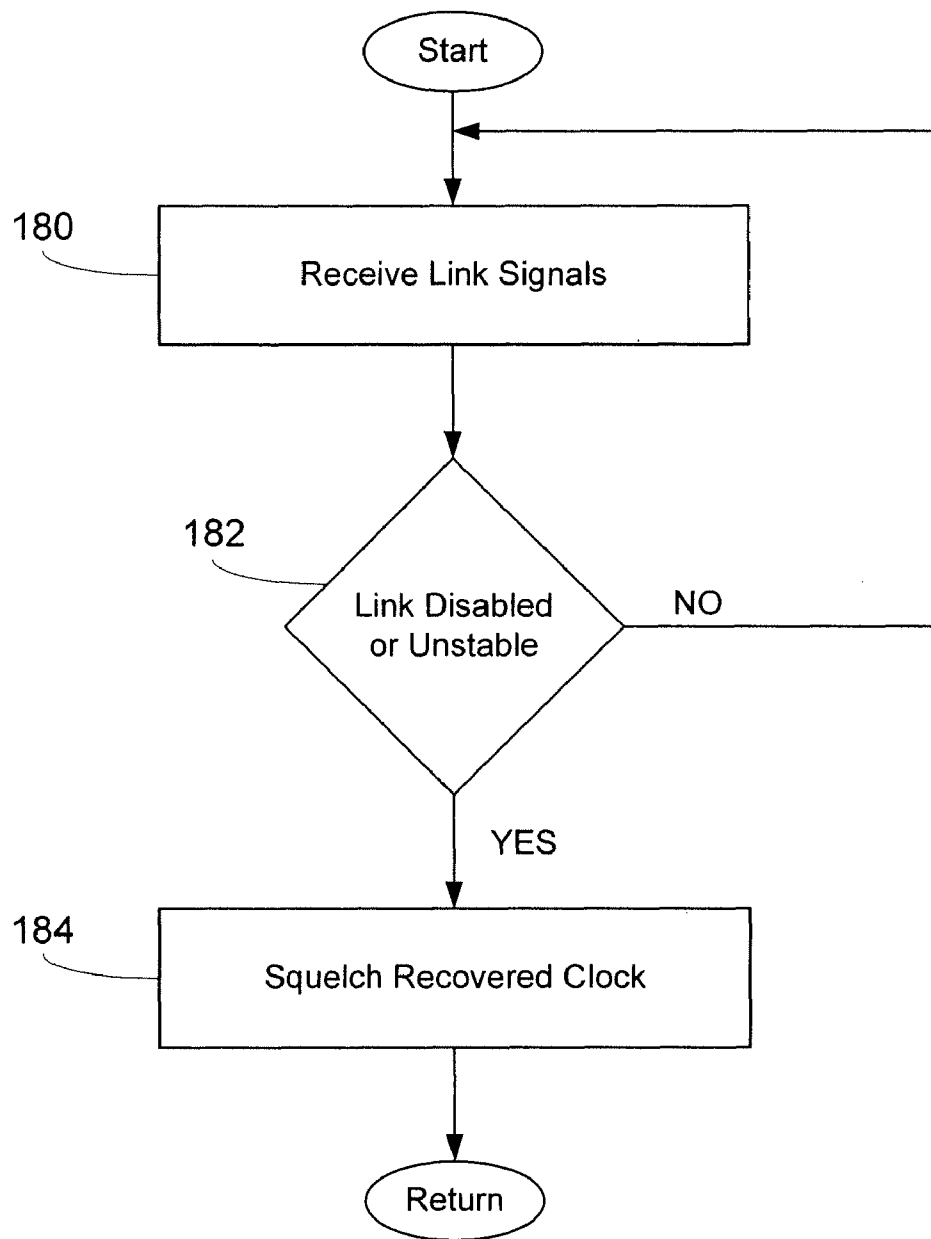 Start
180
Receive Link Signals
182
Link Disabled
or Unstable
NO
YES
184
Squelch Recovered Clock
Return